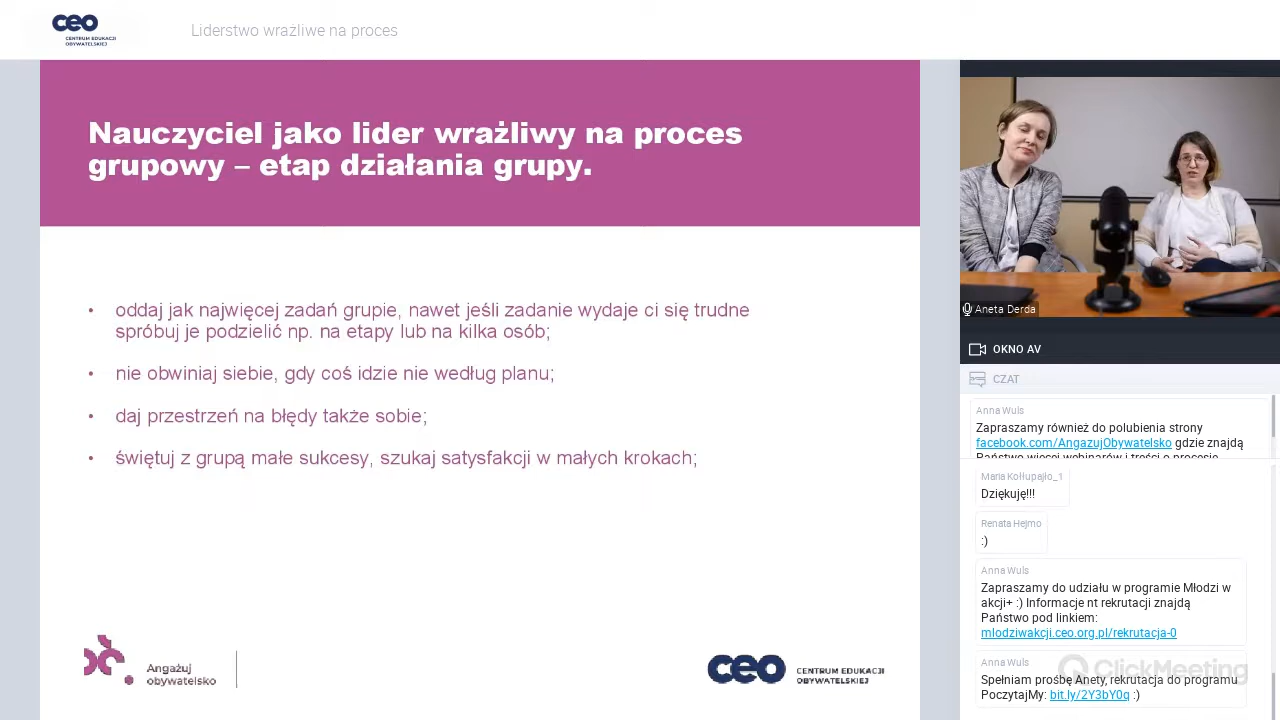 ceo
CENTRUM EDUKACJI
OBYWATELSKIEJ
Liderstwo wrażliwe na proces
Nauczyciel jako lider wrażliwy na proces
grupowy – etap działania grupy.
• oddaj jak najwięcej zadań grupie, nawet jeśli zadanie wydaje ci się trudne
spróbuj je podzielić np. na etapy lub na kilka osób;
• nie obwiniaj siebie, gdy coś idzie nie według planu;
• daj przestrzeń na błędy także sobie;
• świętuj z grupą małe sukcesy, szukaj satysfakcji w małych krokach;
Angażuj
obywatelsko
ceo
CENTRUM EDUKACJI
OBYWATELSKIEJ
Aneta Derda
OKNO AV
CZAT
Anna Wuls
Zapraszamy również do polubienia strony
facebook.com/AngazujObywatelsko gdzie znajdą
Państwo więcej webinarów i treści o procesie
Maria Kołłupajło_1
Dziękuję!!!
Renata Hejmo
:)
Anna Wuls
Zapraszamy do udziału w programie Młodzi w
akcji+ :) Informacje nt rekrutacji znajdą
Państwo pod linkiem:
mlodziwakcji.ceo.org.pl/rekrutacja-0
Anna Wuls
Spełniam prośbę Anety, rekrutacja do programu
PoczytajMy: bit.ly/2Y3bY0q :)
ClickMeeting